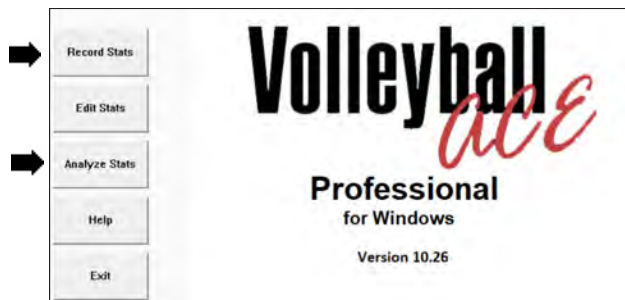 Record Stats
Edit Stats
Analyze Stats
Help
Exit
Volleyball
ace
Professional
for Windows
Version 10.26